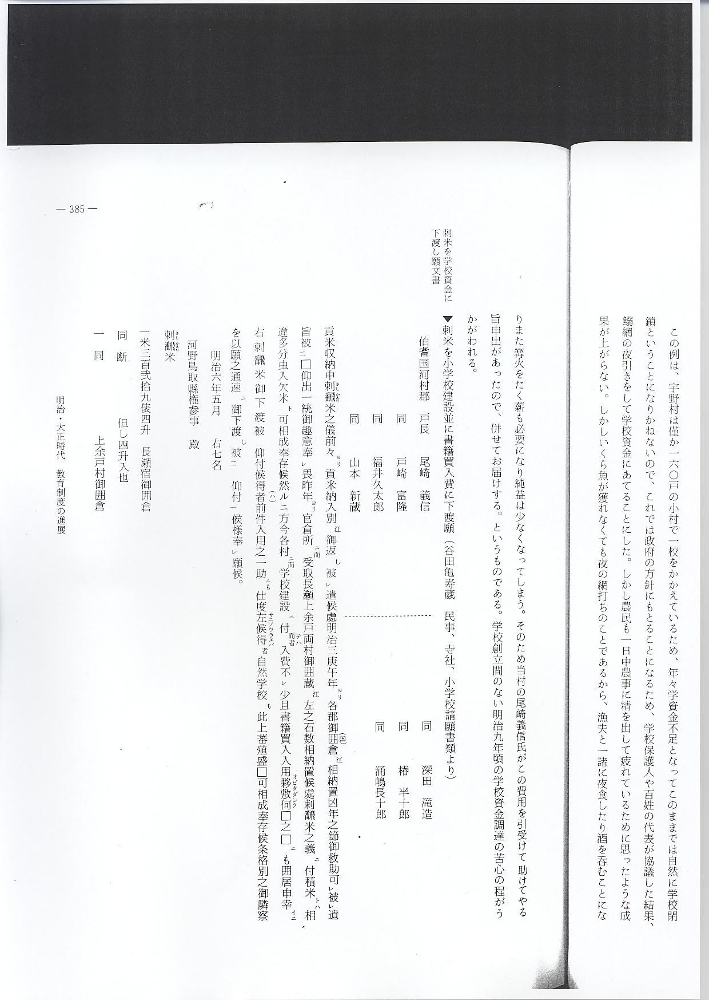 この例は、宇野村は僅か一六〇戸の小村で一校をかかえているため、年々学資金不足となってこのままでは自然に学校閉
鎖ということになりかねないので、これでは政府の方針にもとることになるため、学校保護人や百姓の代表が協議した結果、
鰯網の夜引きをして学校資金にあてることにした。しかし農民も一日中農事に精を出して疲れているために思ったような成
果が上がらない。しかしいくら魚が獲れなくても夜の網打ちのことであるから、漁夫と一諸に夜食したり酒を呑むことにな
りまた篝火をたく薪も必要になり純益は少なくなってしまう。そのため当村の尾崎義信氏がこの費用を引受けて助けてやる
旨申出があったので、併せてお届けする。というものである。学校創立間のない明治九年頃の学校資金調達の苦心の程がう
かがわれる。
刺米を学校資金に
下渡し願文書
▼刺米を小学校建設並に書籍買入費に下渡願（谷田亀寿蔵　民事、寺社、小学校請願書類より）
伯耆国河村郡　戸長　尾崎　義信
同　戸崎　富隆
同　福井久太郎
同　山本　新蔵
同　深田　滝造
同　椿　半十郎
同　涌嶋長十郎
貢米収納中刺飜米之儀前々ヨリ貢米納入別江御返し被レ遣候處明治三庚午年ヨリ各郡御囲（国）倉江相納置凶年之節御救助可レ被レ遣
旨被ニ□仰出一統御趣意奉レ畏昨年ヨリ官倉所ニ而受取長瀬上余戸両村御囲蔵江左之石数相納置候處刺飜米之義ニ付積米トハ相
違多分虫入欠米ト可相成奉存候然ルニ（ハ）方今各村ニ而学校建設ニ付而者テハ入費不レ少且書籍買入入用夥敷オビタダシク何□之□ニも囲居申幸イニ
右刺飜米御下渡被　仰付候得者前件入用之一助ニも仕度左候得サニソウラエバ者自然学校も此上蕃殖盛□可相成奉存候条格別之御隣察
を以願之通速ニ御下渡し被ニ　仰付一候様奉レ願候。
明治六年五月　　右七名
河野鳥取縣権参事　殿
刺飜米
一米三百弐拾九俵四升　長瀬宿御囲倉
同　断　　但し四升入也
一　同　　上余戸村御囲倉
明治・大正時代　教育制度の進展
― 385 ―